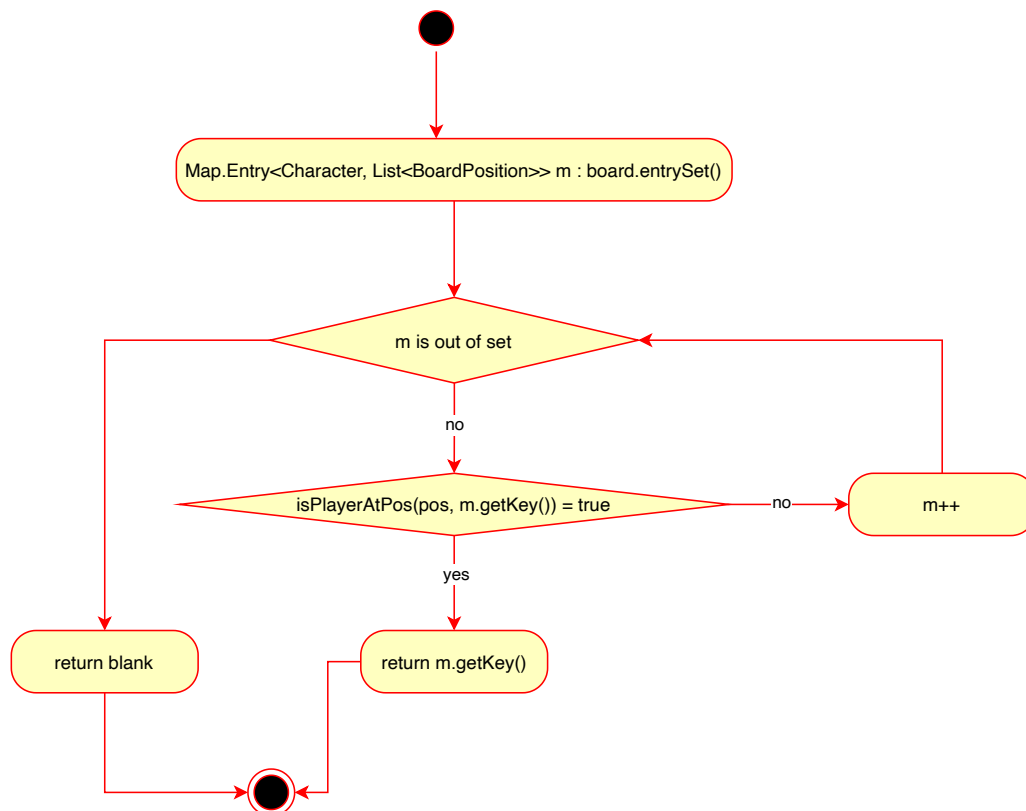 Map.Entry<Character, List<BoardPosition>> m : board.entrySet()
m is out of set
no
isPlayerAtPos(pos, m.getKey()) = true
no
m++
yes
return blank
return m.getKey()